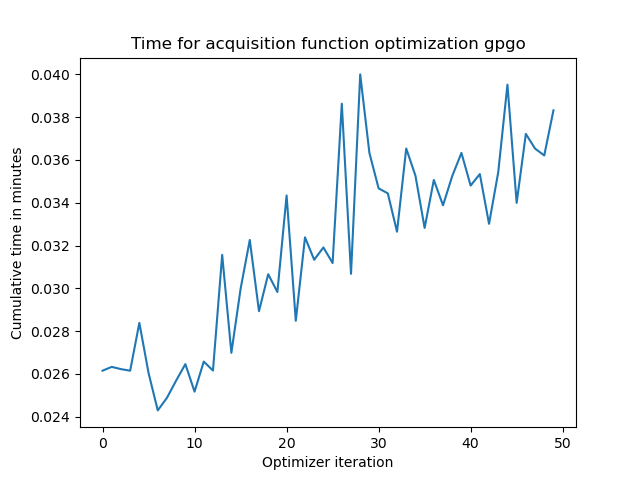 Time for acquisition function optimization gpgo
0.040
0.038
0.036
0.034
0.032
0.030
0.028
0.026
0.024
Cumulative time in minutes
0 10 20 30 40 50
Optimizer iteration